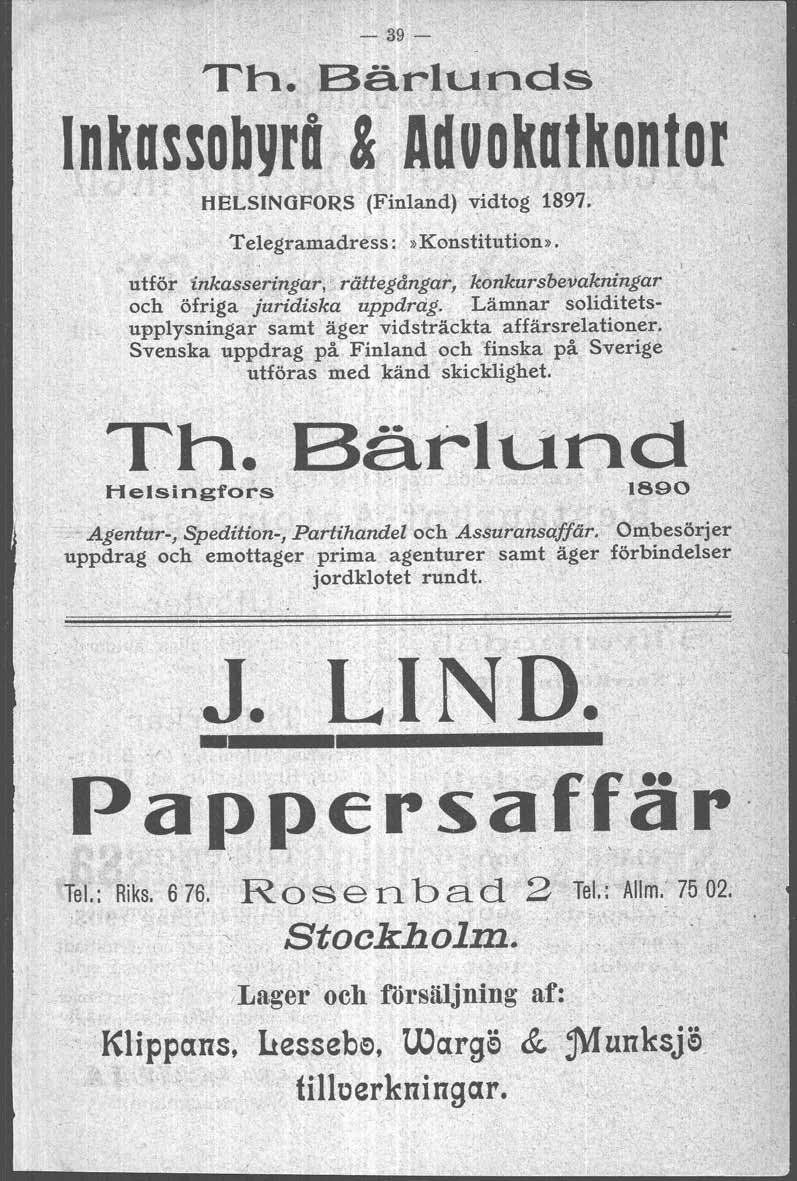 — 39 —
Th. Bärlunds
Inkassobyrå & Advokatkontor
HELSINGFORS (Finland) vidtog 1897.
Telegramadress: »Konstitution».
utför inkasseringar, rättegångar, konkursbevakningar
och öfriga juridiska uppdrag. Lämnar soliditets-
upplysningar samt äger vidsträckta affärsrelationer.
Svenska uppdrag på Finland och finska på Sverige
utföras med känd skicklighet.
Th. Bärlund
Helsingfors 1890
Agentur-, Spedition-, Partihandel och Assuransaffär. Ombesörjer
uppdrag och emottager prima agenturer samt äger förbindelser
jordklotet rundt.
J. LIND.
Pappersaffär
Tel.: Riks. 6 76. Rosenbad 2 Tel.: Allm. 75 02.
Stockholm.
Lager och försäljning af:
Klippans, Lessebo, Wargö & Munksjö
tillverkningar.